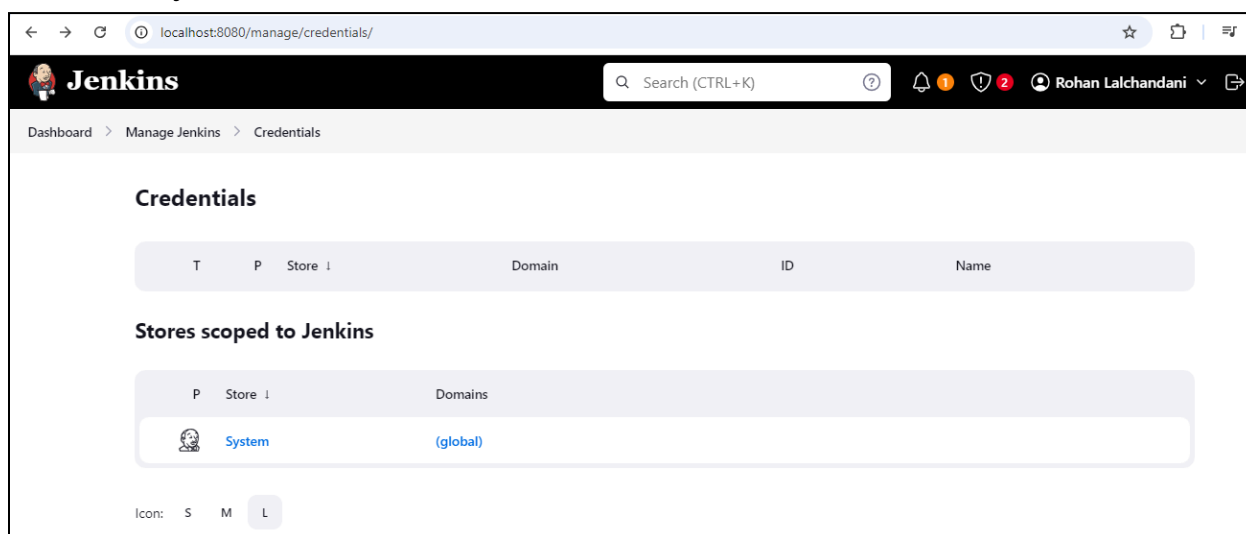 localhost:8080/manage/credentials/
Jenkins
Search (CTRL+K)
?
1
2
Rohan Lalchandani
Dashboard > Manage Jenkins > Credentials
Credentials
T P Store ↓ Domain ID Name
Stores scoped to Jenkins
P Store ↓ Domains
System (global)
Icon: S M L